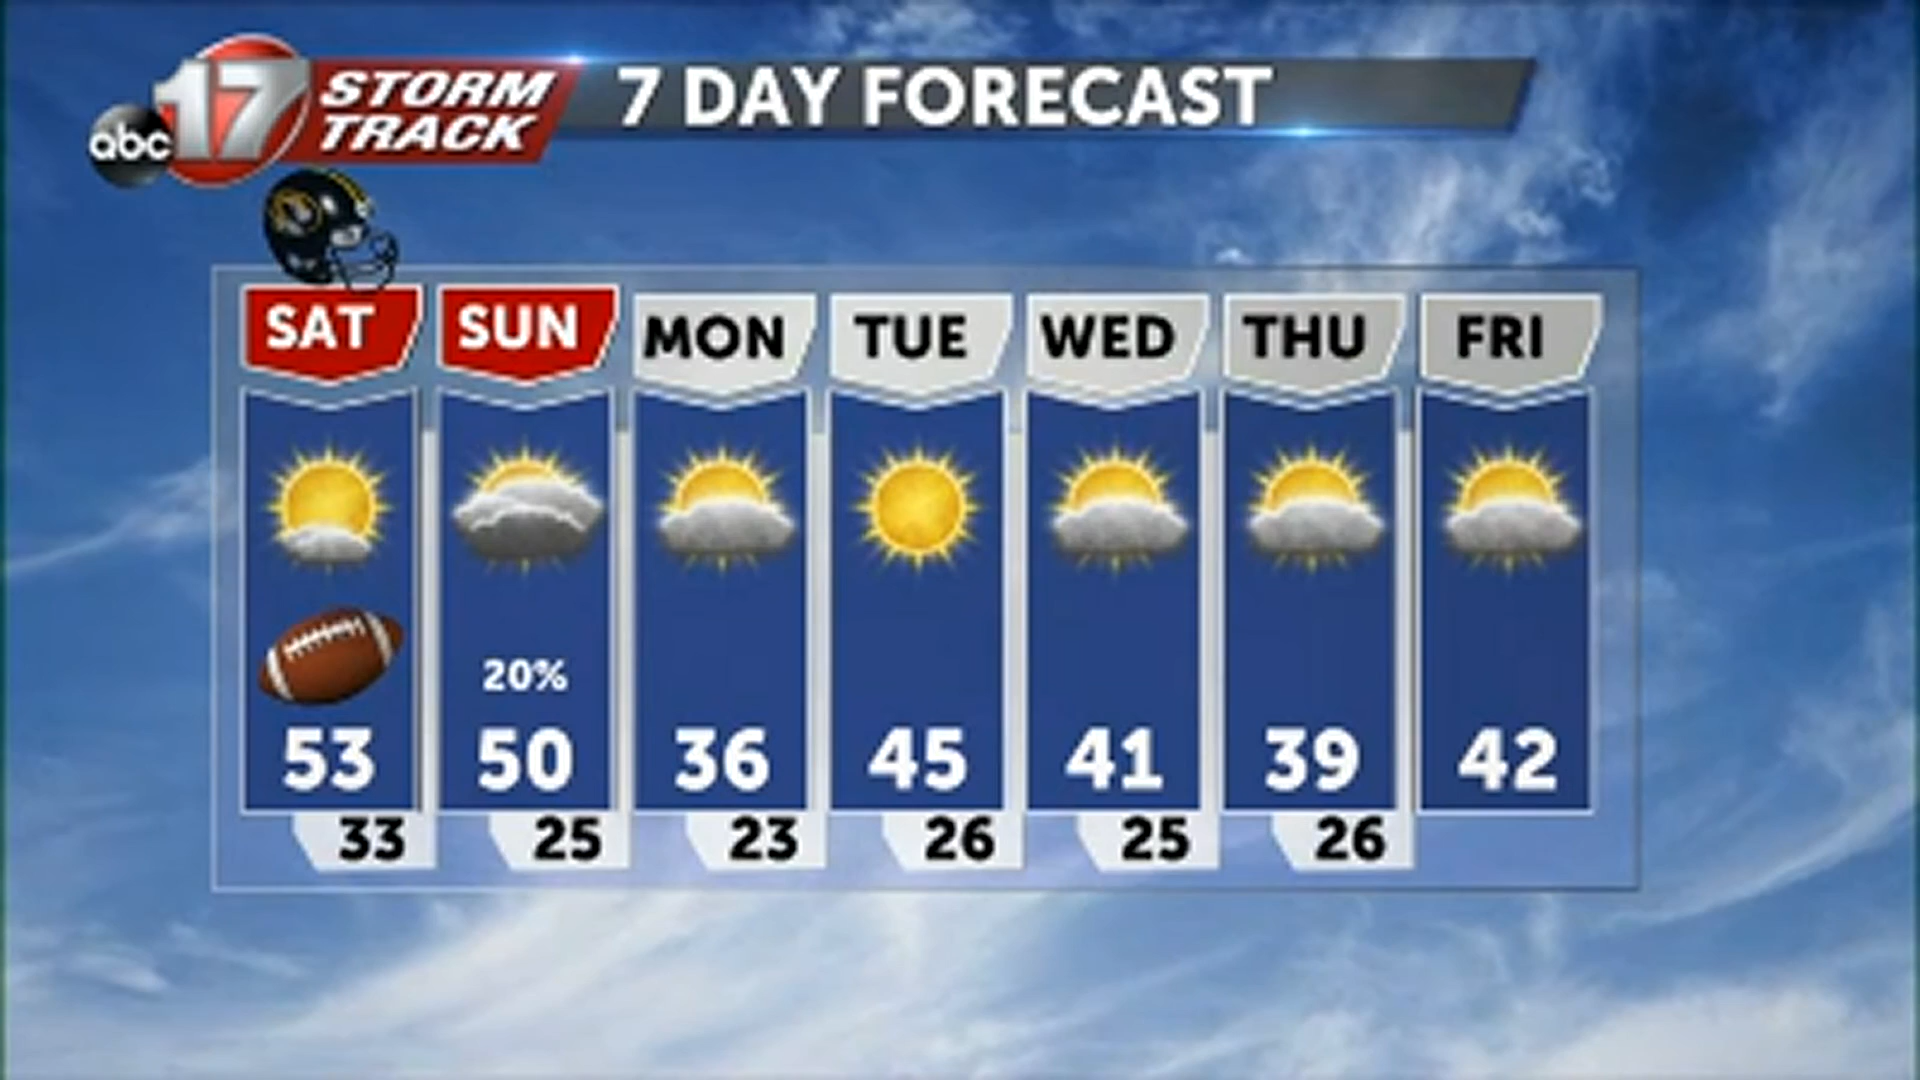 abc 17 STORM TRACK
7 DAY FORECAST
SAT SUN MON TUE WED THU FRI
20%
53 50 36 45 41 39 42
33 25 23 26 25 26